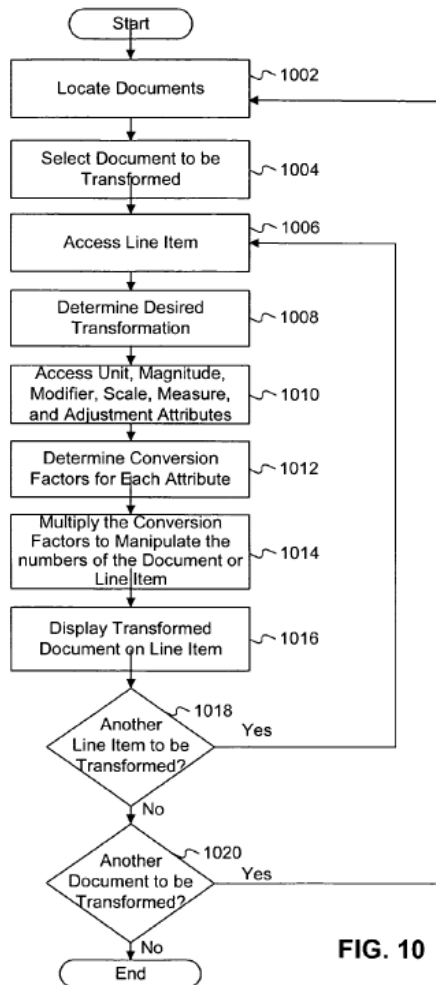 Start
Locate Documents
1002
Select Document to be
Transformed
1004
Access Line Item
1006
Determine Desired
Transformation
1008
Access Unit, Magnitude,
Modifier, Scale, Measure,
and Adjustment Attributes
1010
Determine Conversion
Factors for Each Attribute
1012
Multiply the Conversion
Factors to Manipulate the
numbers of the Document or
Line Item
1014
Display Transformed
Document on Line Item
1016
Another
Line Item to be
Transformed?
1018
Yes
No
Another
Document to be
Transformed?
1020
Yes
No
End
FIG. 10